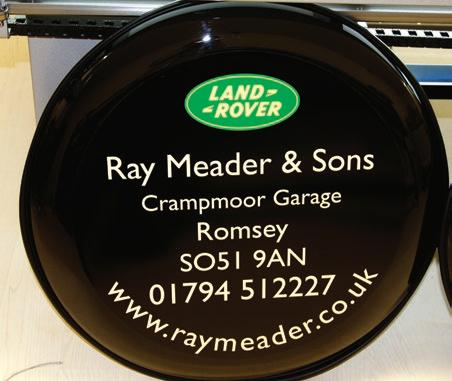 LAND-
-ROVER
Ray Meader & Sons
Crampmoor Garage
Romsey
SO51 9AN
01794 512227
www.raymeader.co.uk